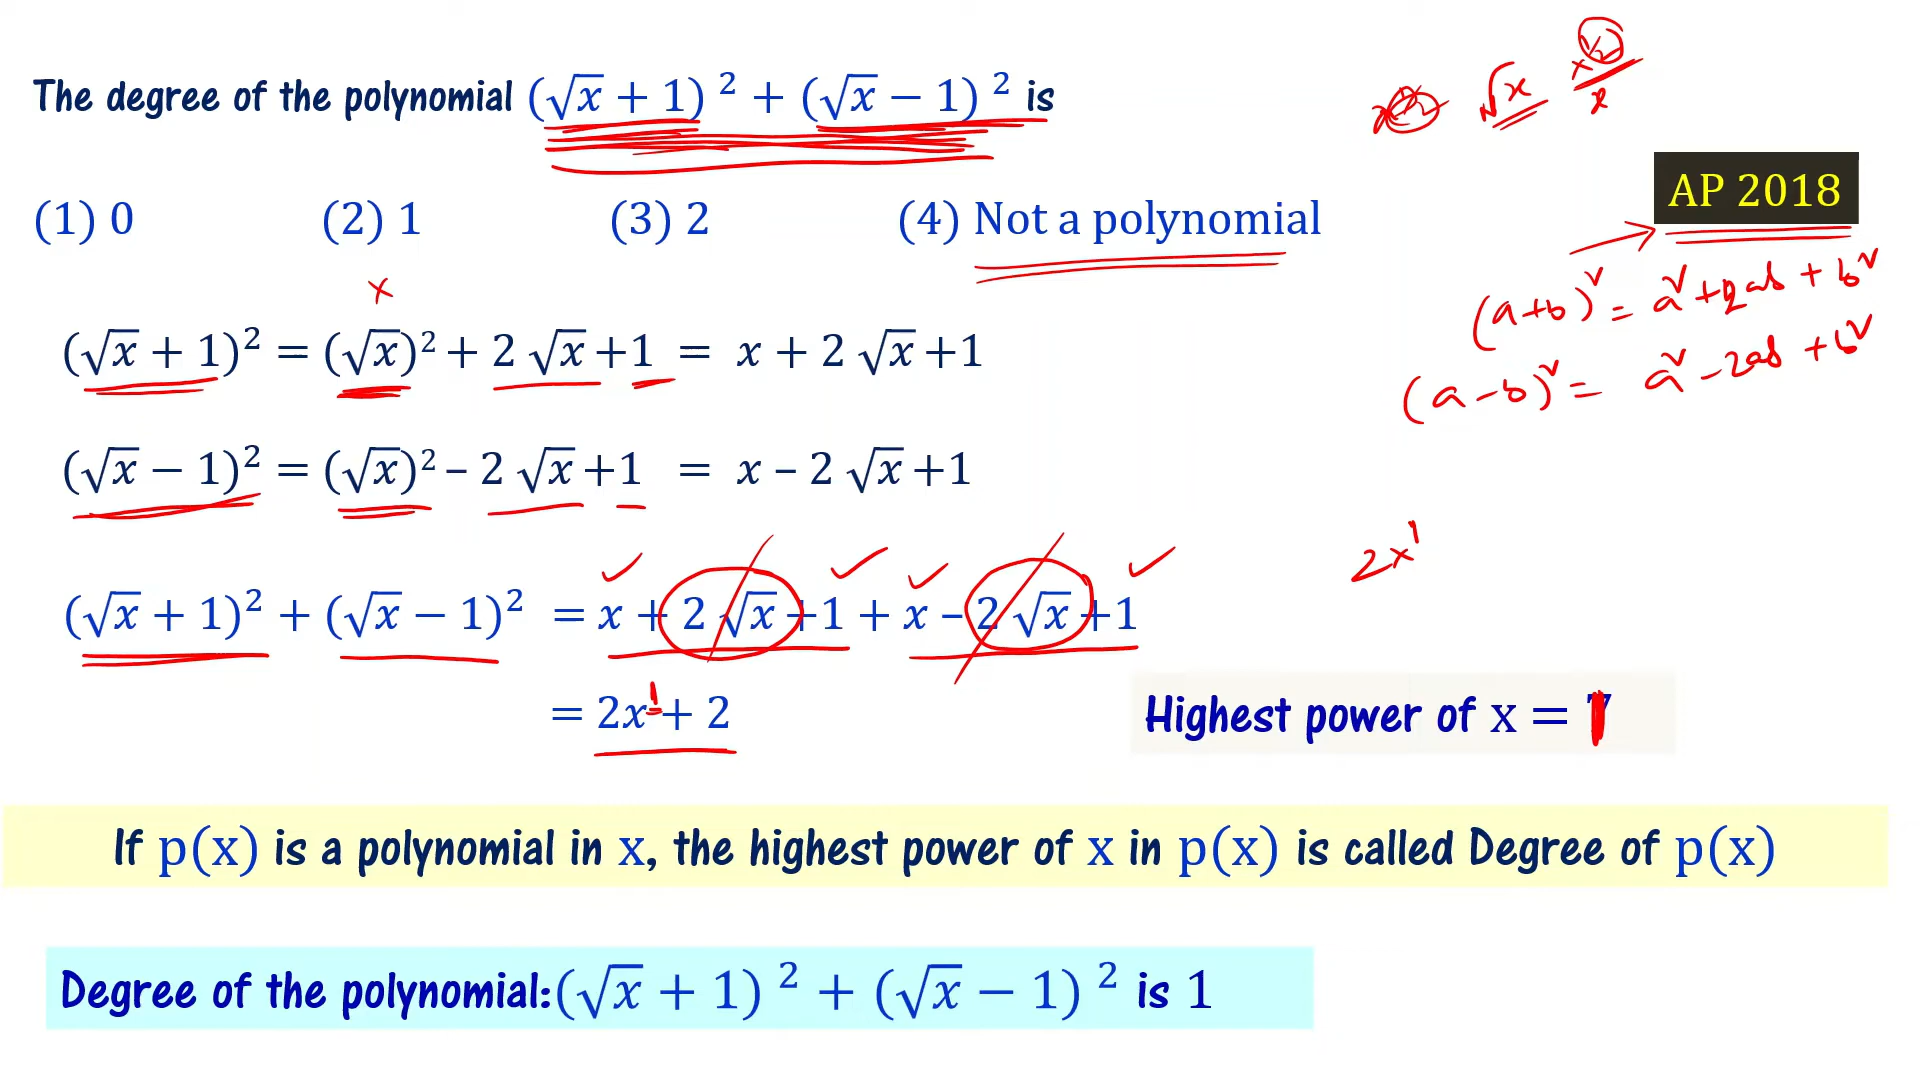 The degree of the polynomial (√x + 1) ² + (√x − 1) ² is
√x
x
AP 2018
(1) 0 (2) 1 (3) 2 (4) Not a polynomial
x
(a+b)² = a² + 2ab + b²
(√x + 1)² = (√x)² + 2 √x +1 = x + 2 √x +1
(a − b)² = a² − 2ab + b²
(√x − 1)² = (√x)² – 2 √x +1 = x – 2 √x +1
2x¹
(√x + 1)² + (√x − 1)² = x + 2 √x +1 + x – 2 √x +1
= 2x¹ + 2
Highest power of x = 1
If p(x) is a polynomial in x, the highest power of x in p(x) is called Degree of p(x)
Degree of the polynomial:(√x + 1) ² + (√x − 1) ² is 1